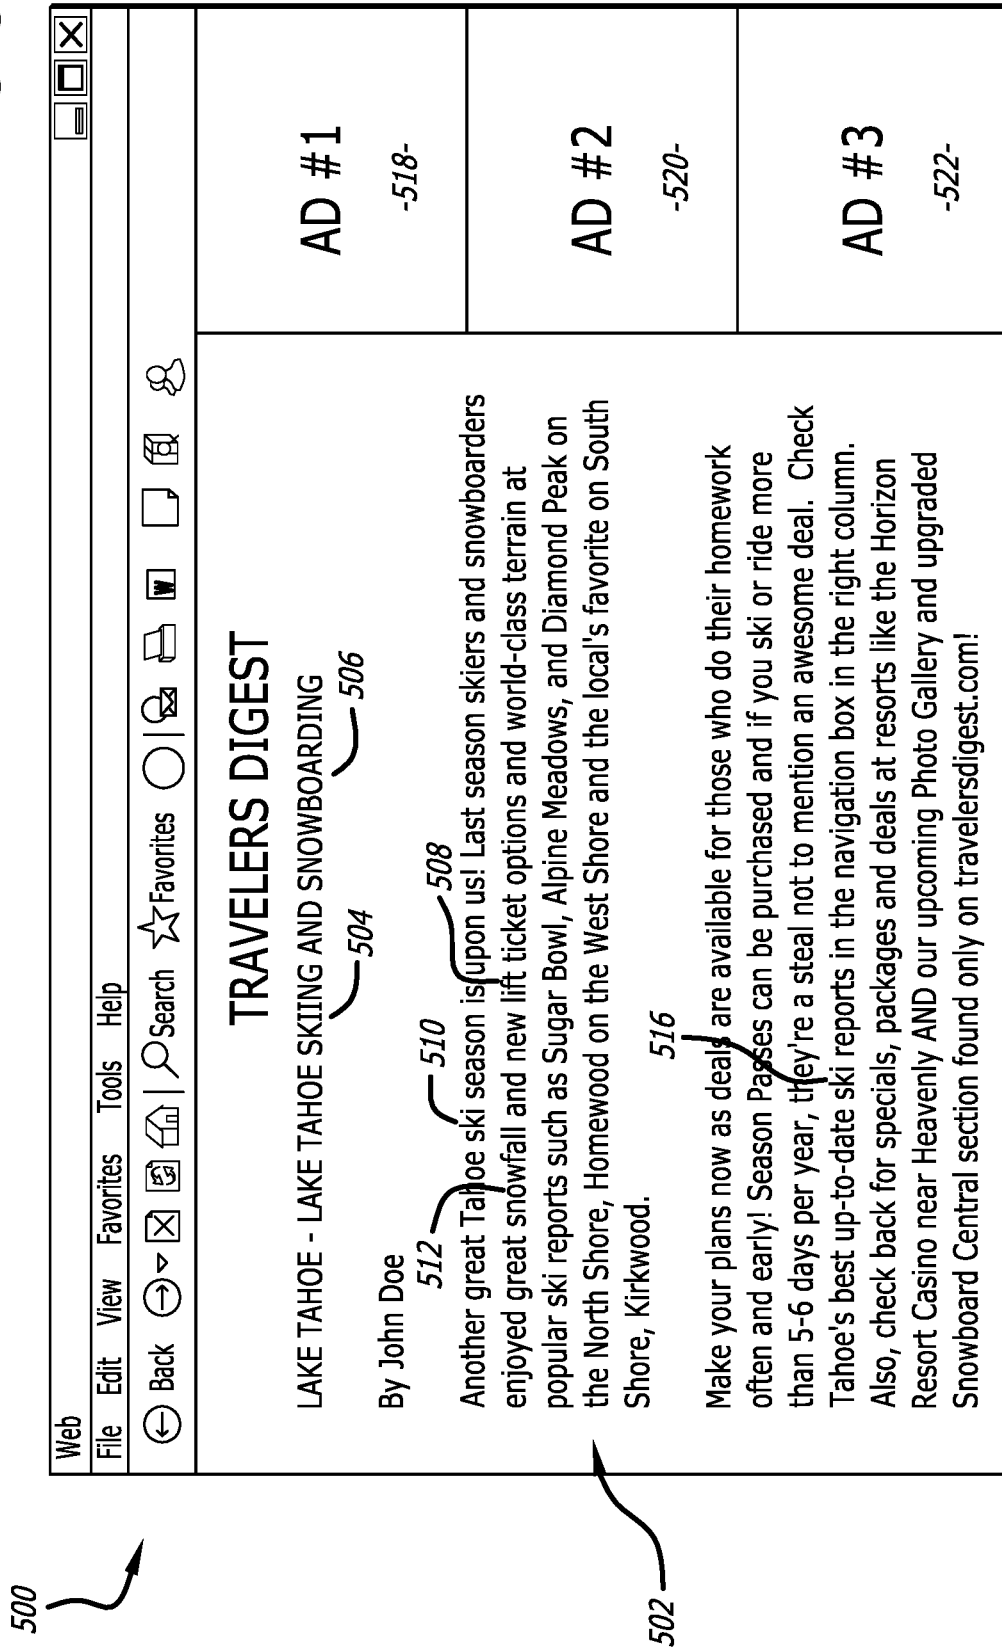 500
Web
File Edit View Favorites Tools Help
Back Search Favorites W
TRAVELERS DIGEST
LAKE TAHOE - LAKE TAHOE SKIING AND SNOWBOARDING
504
506
By John Doe
512
510
508
Another great Tahoe ski season is upon us! Last season skiers and snowboarders
enjoyed great snowfall and new lift ticket options and world-class terrain at
popular ski reports such as Sugar Bowl, Alpine Meadows, and Diamond Peak on
the North Shore, Homewood on the West Shore and the local's favorite on South
Shore, Kirkwood.
502
516
Make your plans now as deals are available for those who do their homework
often and early! Season Passes can be purchased and if you ski or ride more
than 5-6 days per year, they're a steal not to mention an awesome deal. Check
Tahoe's best up-to-date ski reports in the navigation box in the right column.
Also, check back for specials, packages and deals at resorts like the Horizon
Resort Casino near Heavenly AND our upcoming Photo Gallery and upgraded
Snowboard Central section found only on travelersdigest.com!
AD #1
-518-
AD #2
-520-
AD #3
-522-